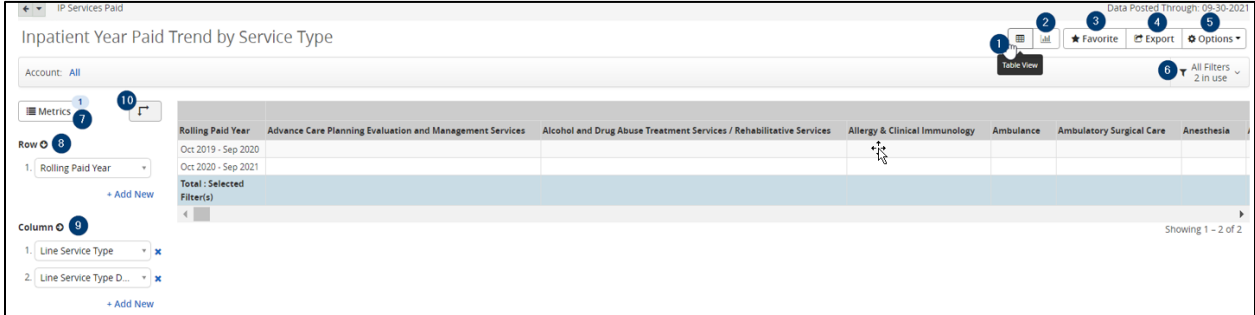 IP Services Paid
Data Posted Through: 09-30-2021
Inpatient Year Paid Trend by Service Type
1 2 3 4 5
Favorite Export Options
Table View
Account: All
6 All Filters
2 in use
Metrics 1 7 10
Row 8
1. Rolling Paid Year
+ Add New
Column 9
1. Line Service Type
2. Line Service Type D...
+ Add New
Rolling Paid Year Advance Care Planning Evaluation and Management Services Alcohol and Drug Abuse Treatment Services / Rehabilitative Services Allergy & Clinical Immunology Ambulance Ambulatory Surgical Care Anesthesia
Oct 2019 - Sep 2020
Oct 2020 - Sep 2021
Total : Selected
Filter(s)
Showing 1 – 2 of 2